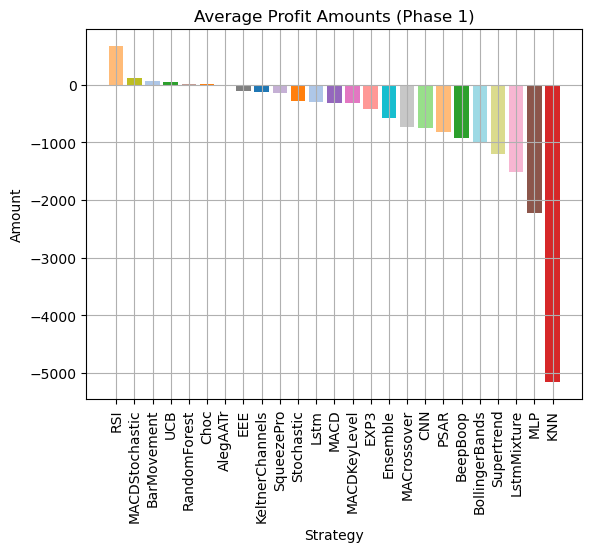 Average Profit Amounts (Phase 1)
Amount
0
−1000
−2000
−3000
−4000
−5000
RSI
MACDStochastic
BarMovement
UCB
RandomForest
Choc
AlegAATr
EEE
KeltnerChannels
SqueezePro
Stochastic
Lstm
MACD
MACDKeyLevel
EXP3
Ensemble
MACrossover
CNN
PSAR
BeepBoop
BollingerBands
Supertrend
LstmMixture
MLP
KNN
Strategy